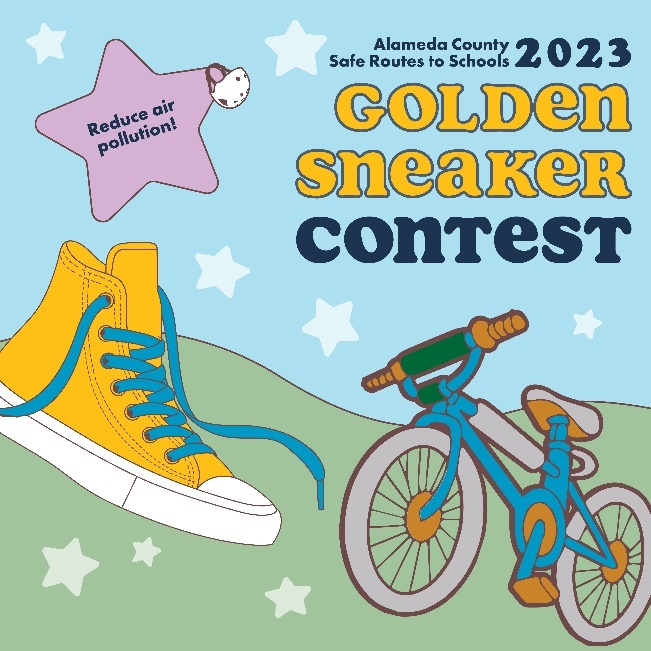 Alameda County
Safe Routes to Schools 2023
GOLDEN
SNEAKER
CONTEST
Reduce air
pollution!